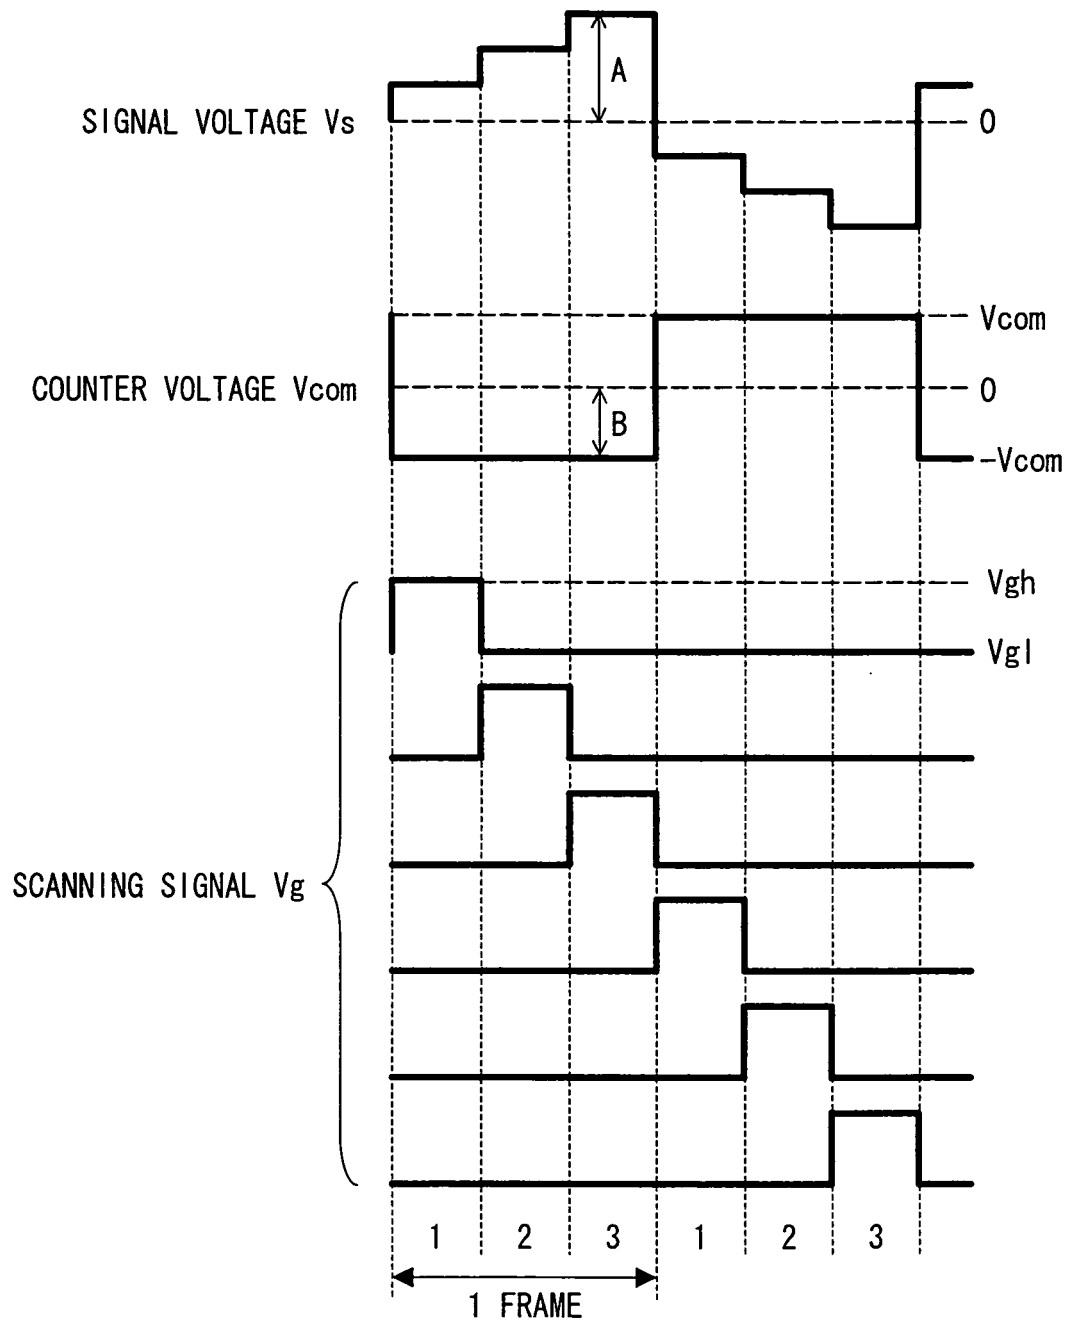 A
SIGNAL VOLTAGE Vs
0
Vcom
COUNTER VOLTAGE Vcom
0
B
-Vcom
Vgh
Vgl
SCANNING SIGNAL Vg
1 2 3 1 2 3
1 FRAME